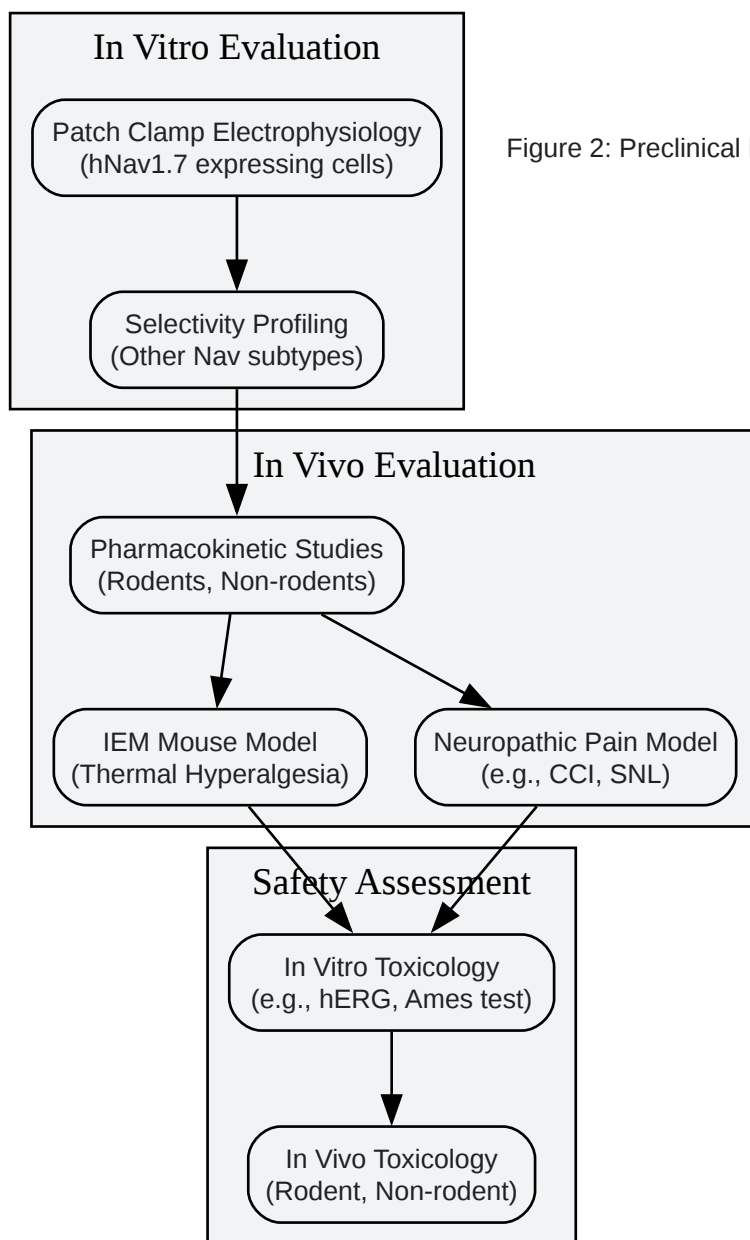 In Vitro Evaluation
Patch Clamp Electrophysiology
(hNav1.7 expressing cells)
Figure 2: Preclinical
Selectivity Profiling
(Other Nav subtypes)
In Vivo Evaluation
Pharmacokinetic Studies
(Rodents, Non-rodents)
IEM Mouse Model
(Thermal Hyperalgesia)
Neuropathic Pain Model
(e.g., CCI, SNL)
Safety Assessment
In Vitro Toxicology
(e.g., hERG, Ames test)
In Vivo Toxicology
(Rodent, Non-rodent)